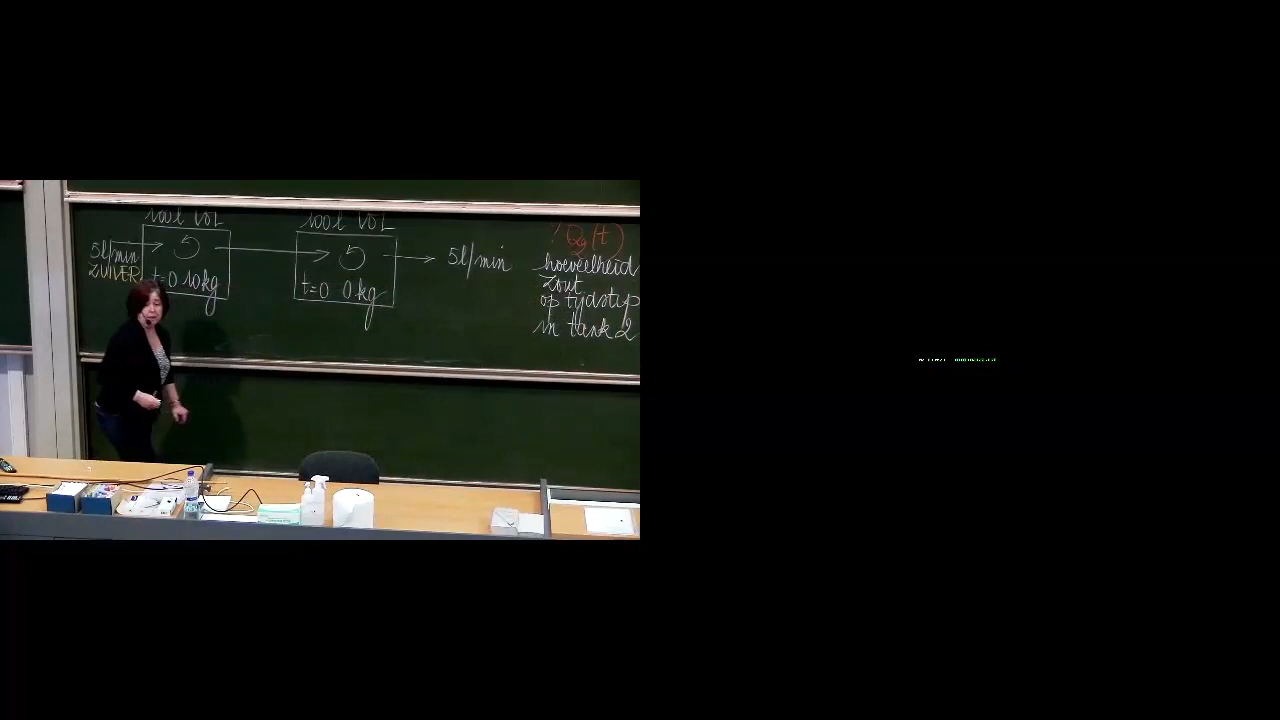 100l VOL
100l VOL
5l/min
ZUIVER
t=0 10kg
t=0 0kg
5l/min
? Q2(t)
hoeveelheid
zout
op tijdstip
in tank 2